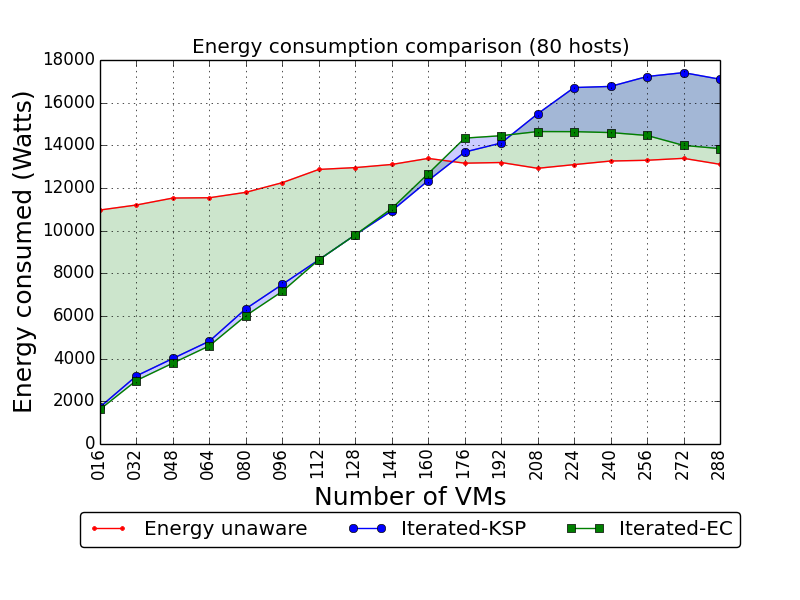 Energy consumption comparison (80 hosts)
18000
16000
14000
12000
10000
8000
6000
4000
2000
0
Energy consumed (Watts)
016 032 048 064 080 096 112 128 144 160 176 192 208 224 240 256 272 288
Number of VMs
Energy unaware Iterated-KSP Iterated-EC